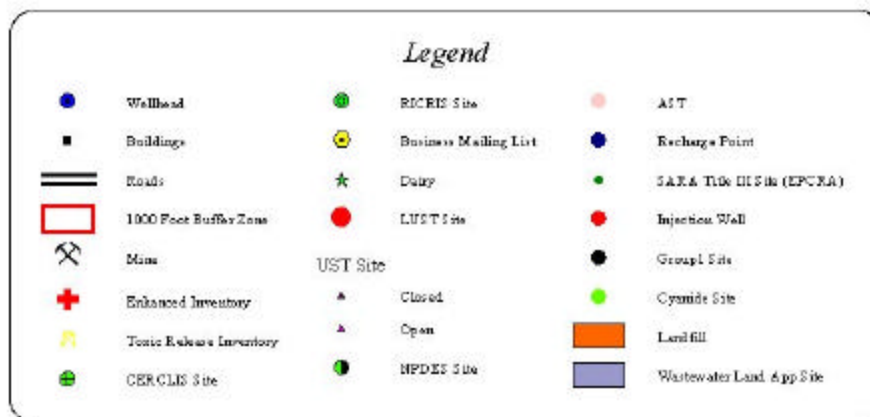 Legend
Wellhead
Buildings
Roads
1000 Foot Buffer Zone
Mine
Enhanced Inventory
Toxic Release Inventory
CERCLIS Site
RICRIS Site
Business Mailing List
Dairy
LUST Site
UST Site
Closed
Open
NPDES Site
AST
Recharge Point
SARA Title III Site (EPCRA)
Injection Well
Group1 Site
Cyanide Site
Landfill
Wastewater Land App Site